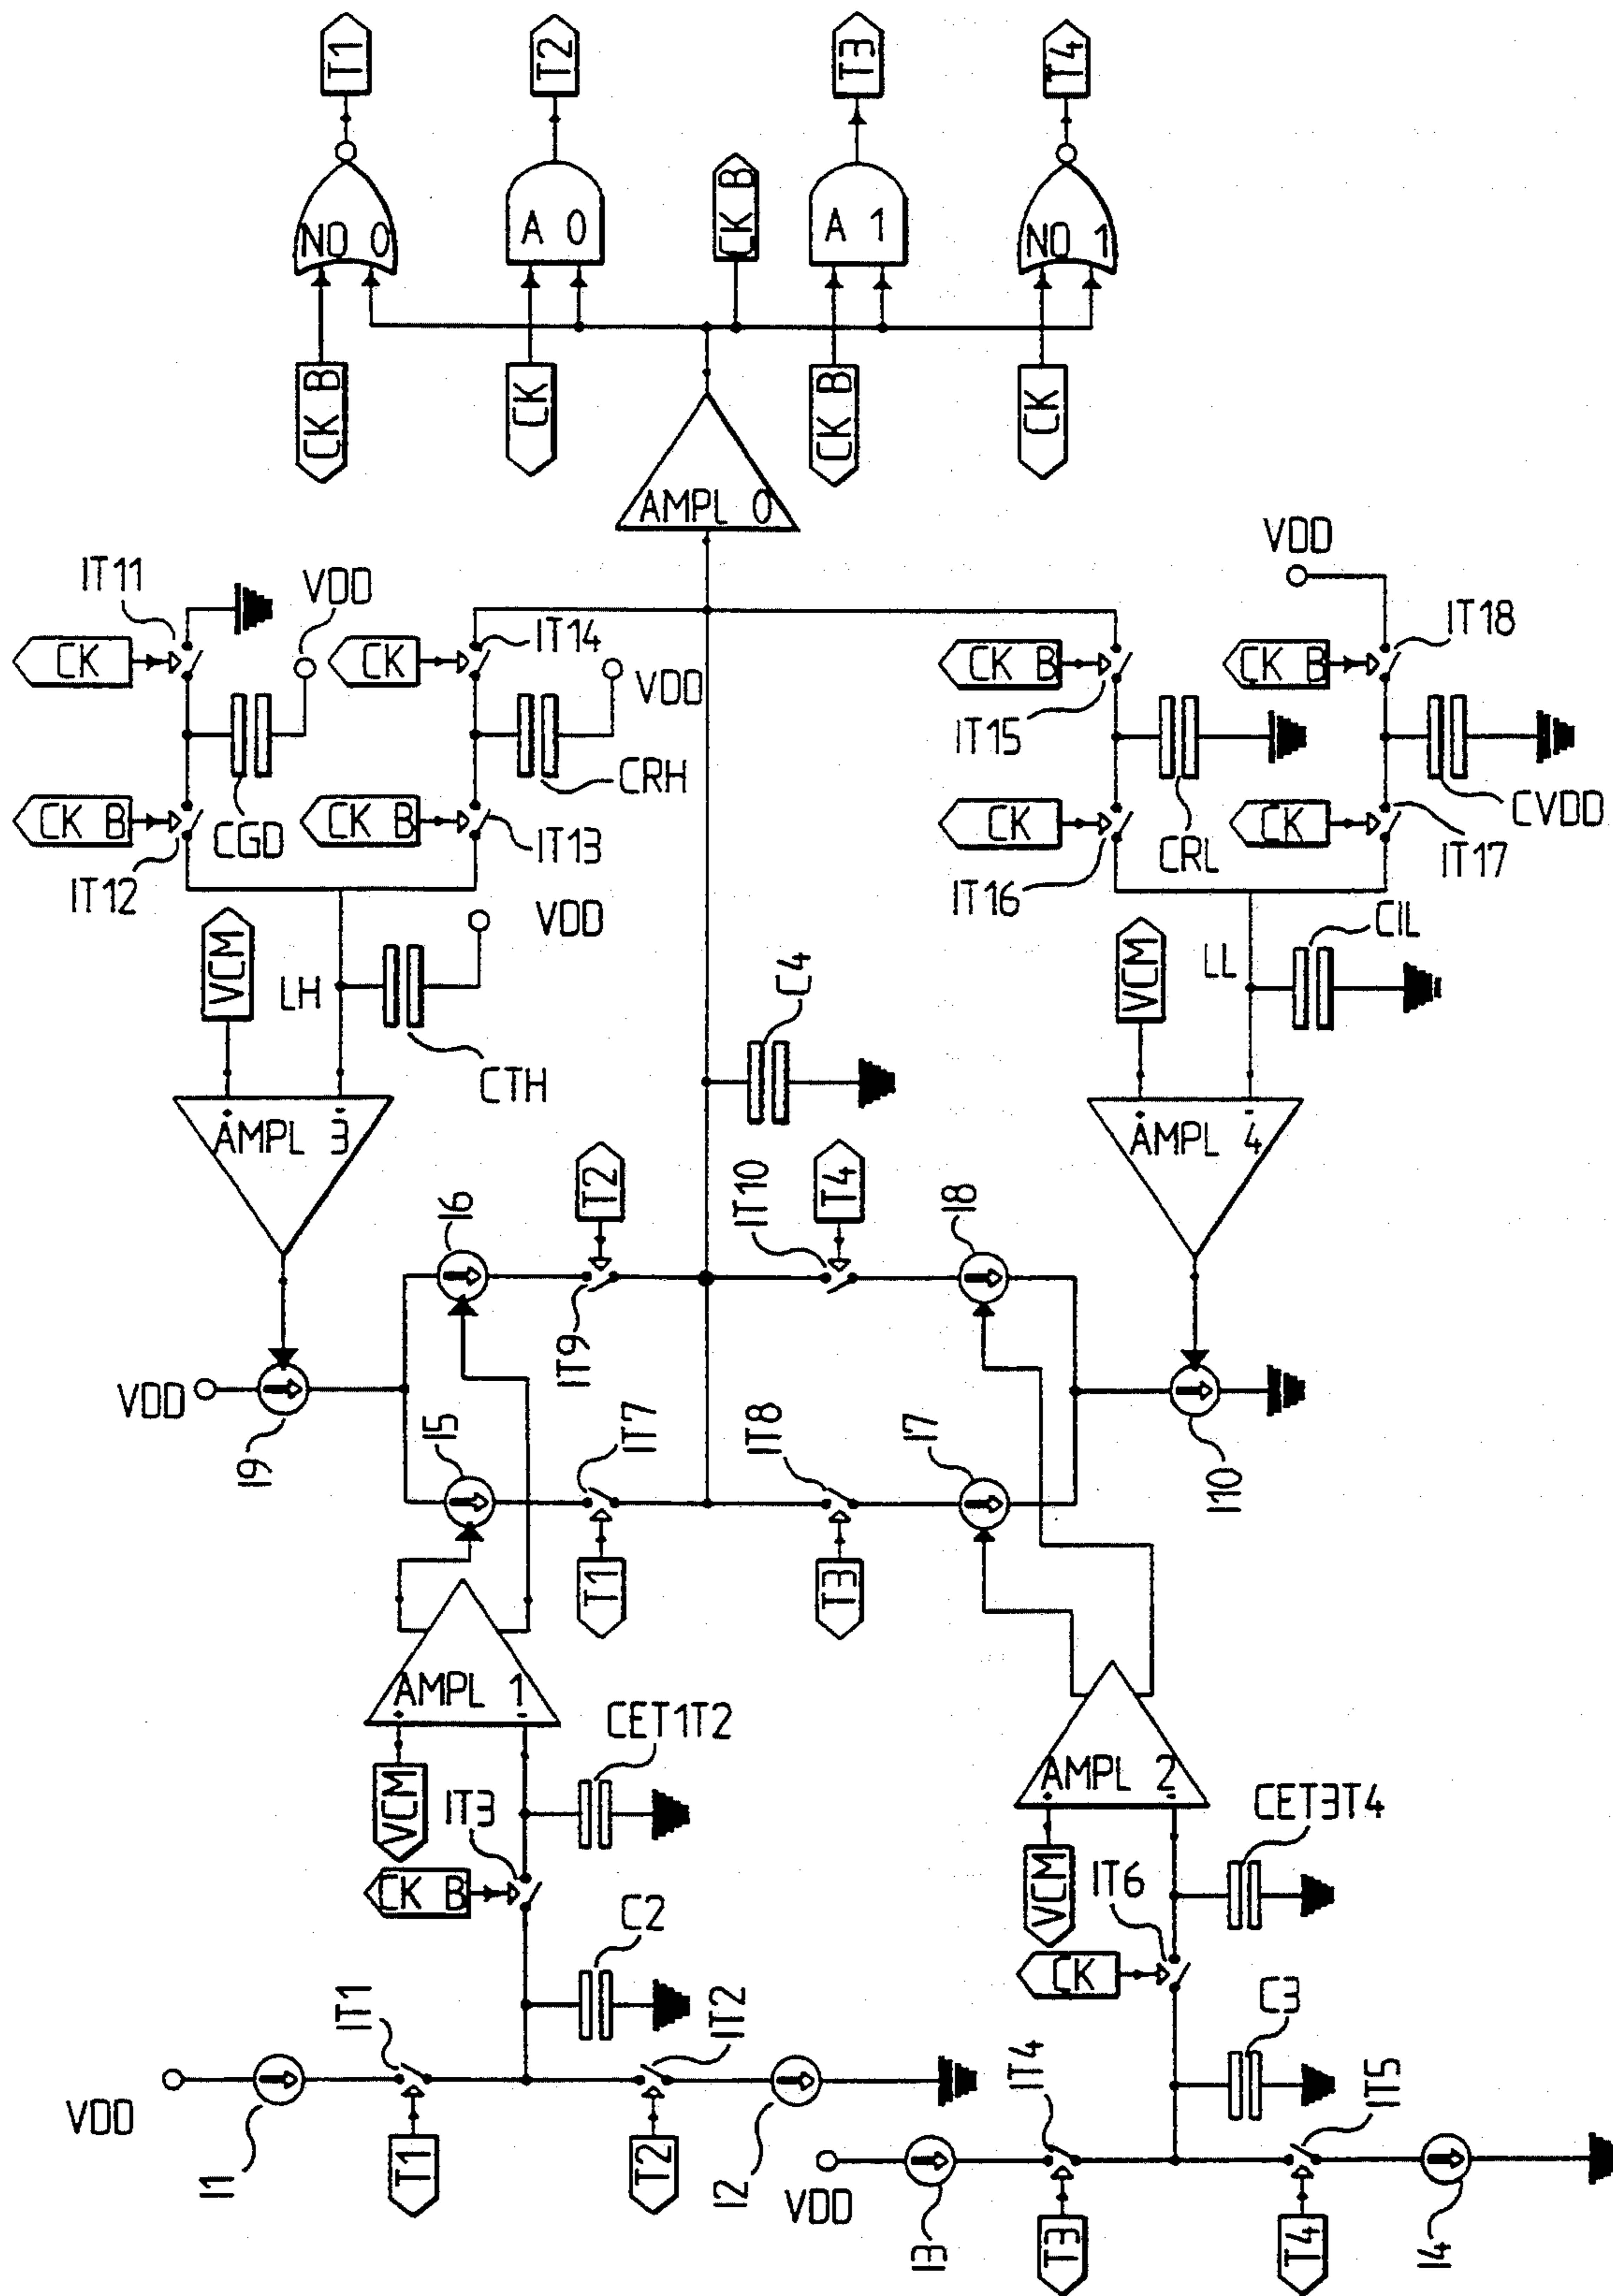 T1
T2
T3
T4
NO 0
A 0
CK B
A 1
NO 1
CK B
CK
CK B
CK
AMPL 0
IT11
VDD
CK
IT14
CK
VDD
CK B
IT12
CGD
CK B
IT13
CRH
VDD
IT18
CK B
IT15
CK B
CK
IT16
CRL
CK
IT17
CVDD
VCM
LH
CTH
VDD
C4
VCM
LL
CIL
AMPL 3
+
-
AMPL 4
+
-
I6
T2
IT9
IT10
T4
I8
VDD
I9
I5
IT7
T1
IT8
T3
I7
I10
AMPL 1
+
-
VCM
IT3
CET1T2
CK B
C2
AMPL 2
+
-
VCM
IT6
CET3T4
CK
C3
VDD
I1
IT1
T1
IT2
T2
I2
VDD
I3
IT4
T3
IT5
T4
I4